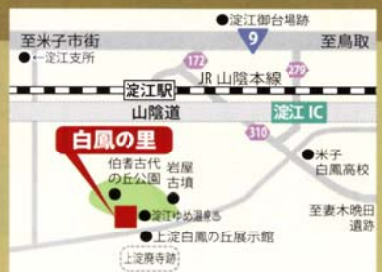 淀江御台場跡
至米子市街
9
至鳥取
←淀江支所
172
JR山陰本線
279
淀江駅
山陰道
淀江IC
310
白鳳の里
伯耆古代
の丘公園
岩屋
古墳
米子
白鳳高校
淀江ゆめ温泉
至妻木晩田
遺跡
上淀白鳳の丘展示館
上淀廃寺跡